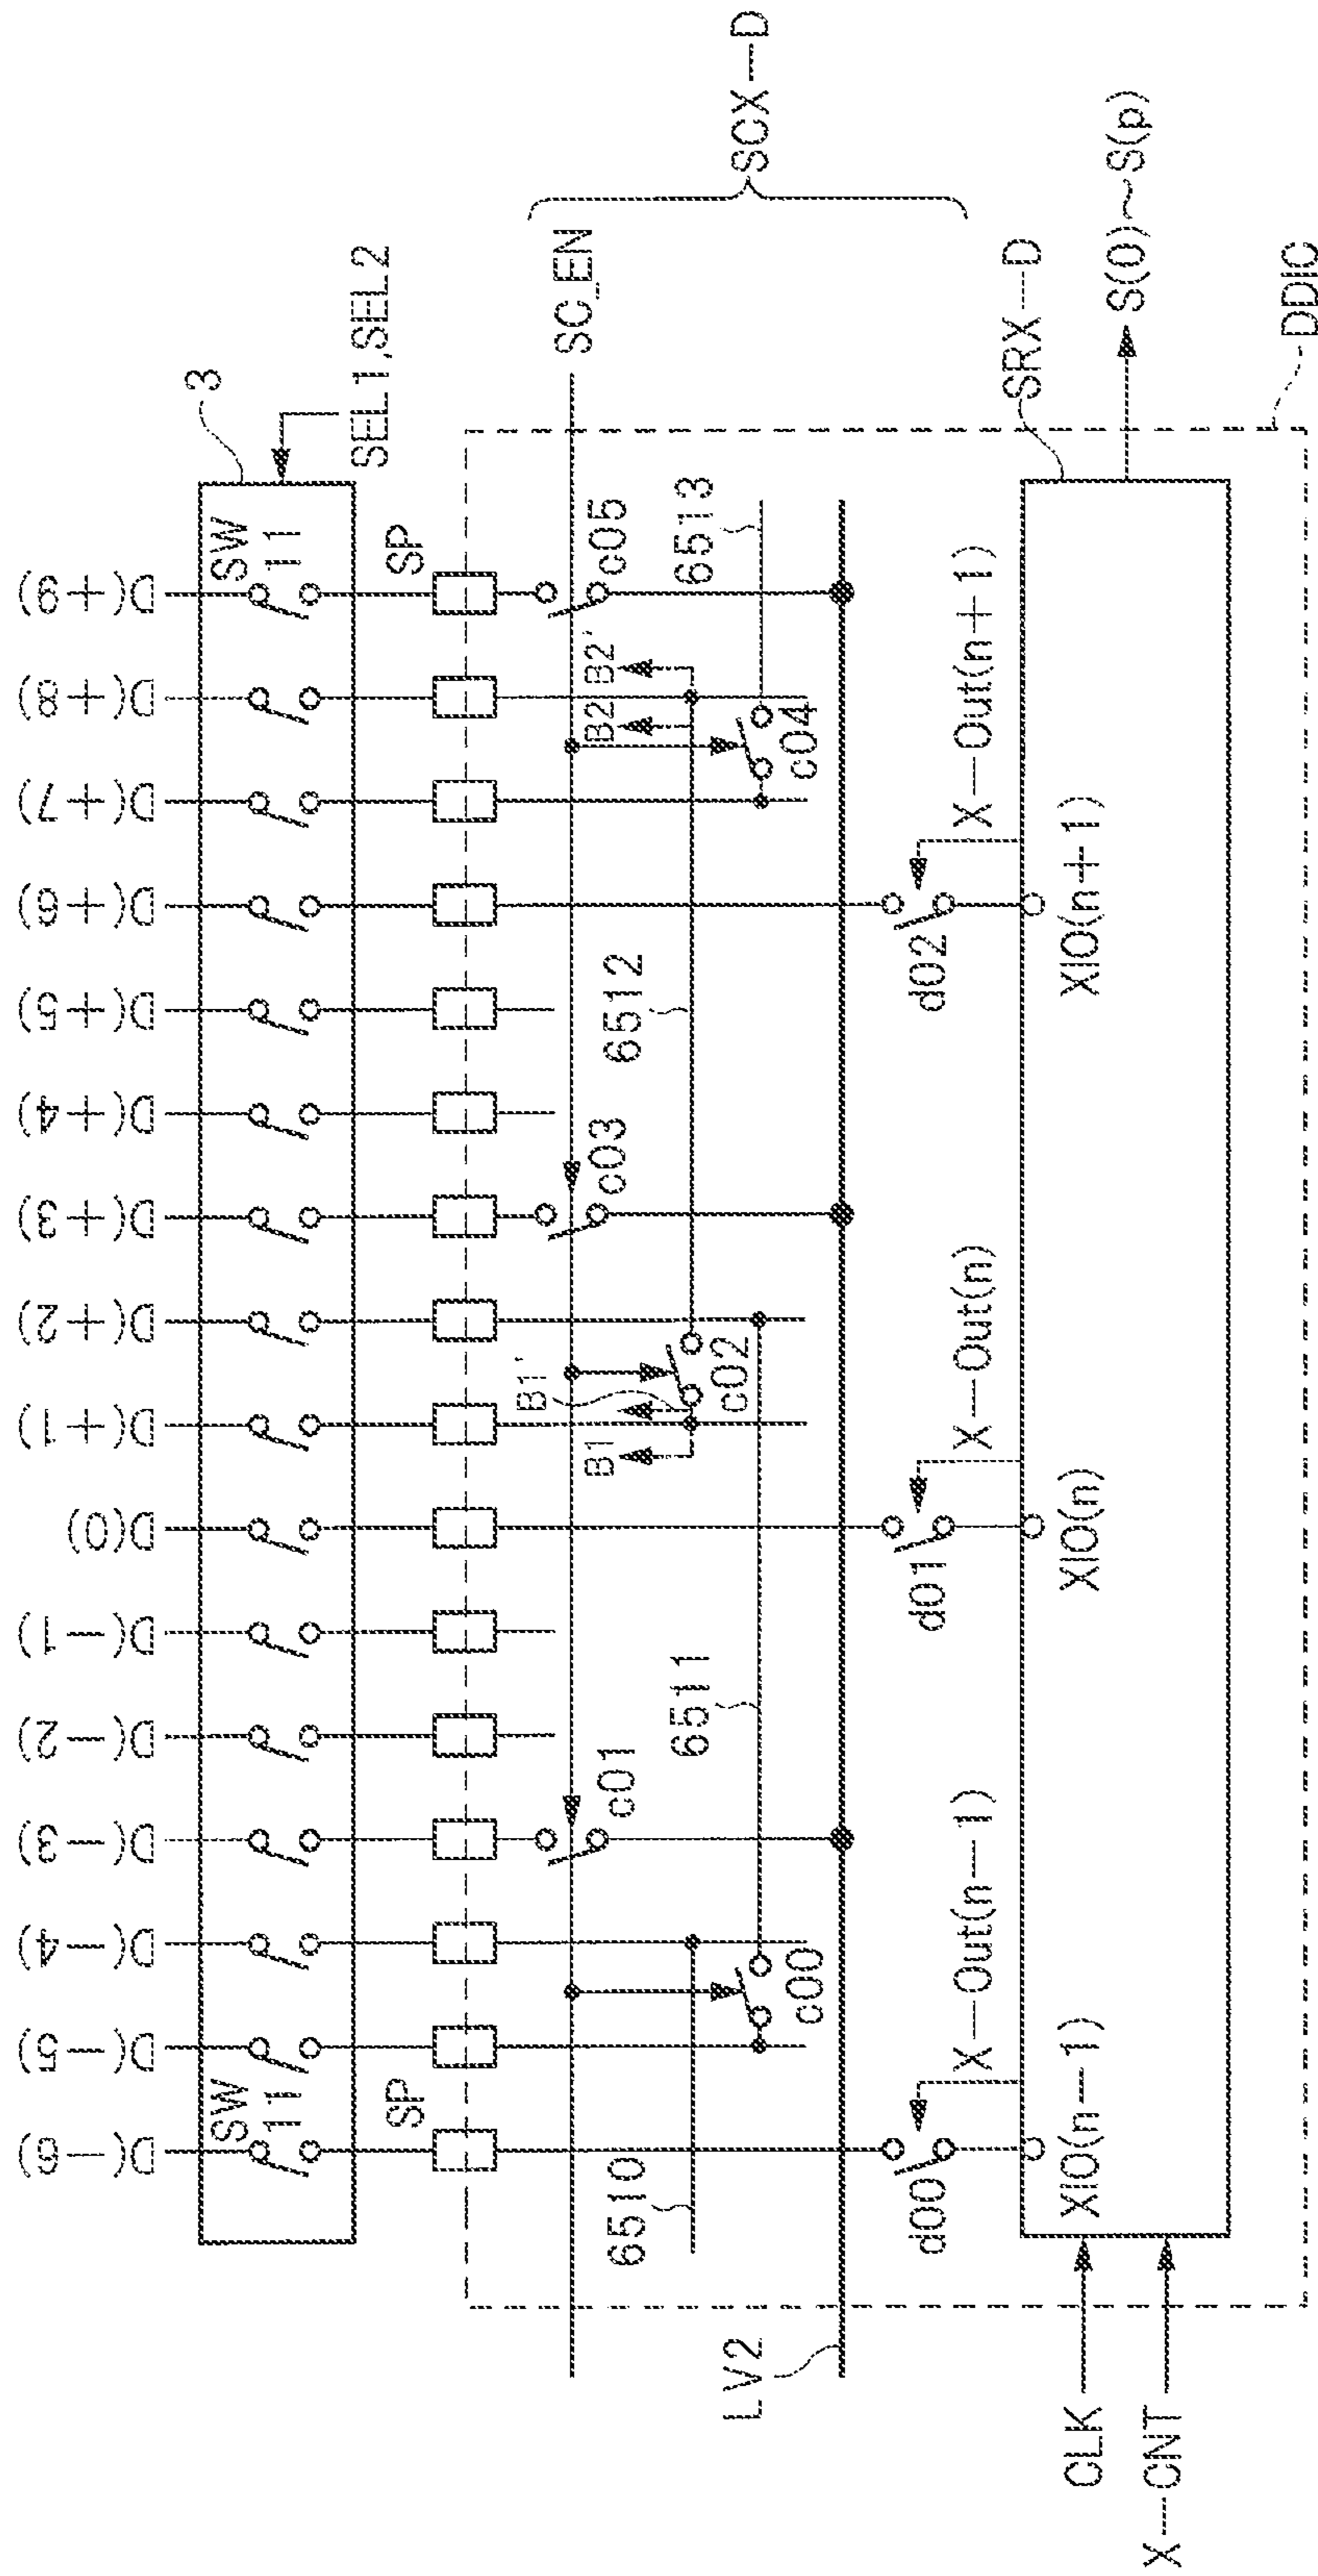 D(-6)
D(-5)
D(-4)
D(-3)
D(-2)
D(-1)
D(0)
D(+1)
D(+2)
D(+3)
D(+4)
D(+5)
D(+6)
D(+7)
D(+8)
D(+9)
SW
11
SW
11
3
SEL1,SEL2
SP
SP
SC_EN
SCX-D
c01
c03
c05
B1
B1'
B2
B2'
6510
6511
6512
6513
c00
c02
c04
LV2
d00
d01
d02
X-Out(n-1)
X-Out(n)
X-Out(n+1)
SRX-D
XIO(n-1)
XIO(n)
XIO(n+1)
CLK
X-CNT
S(0)~S(p)
DDIC